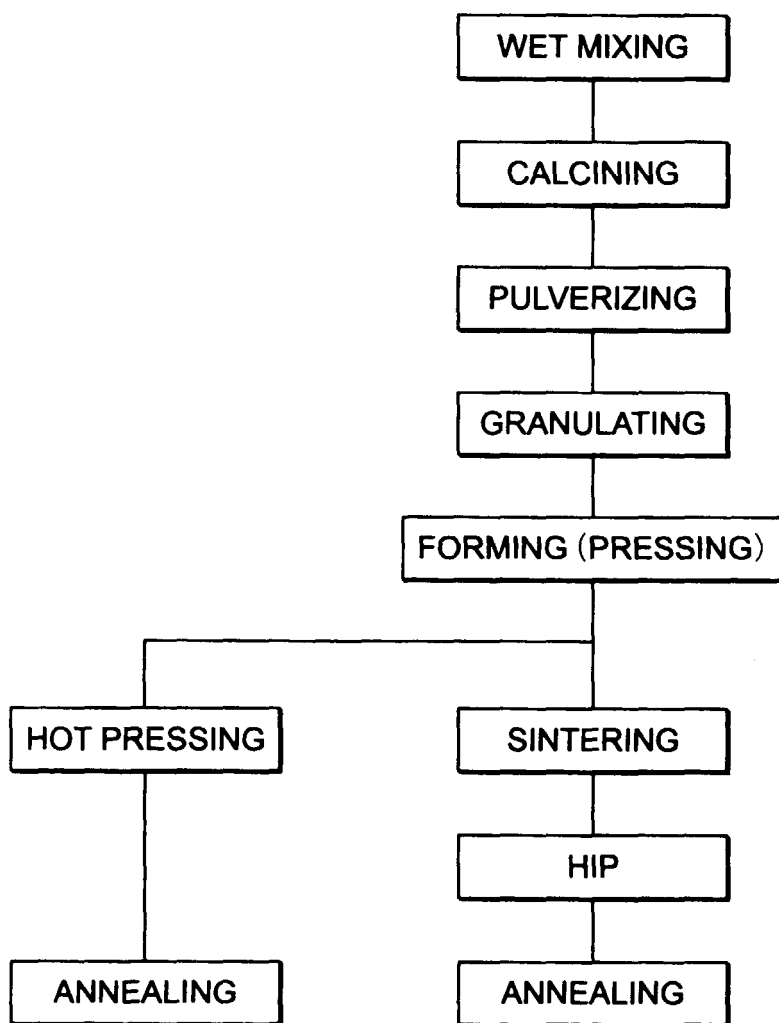 WET MIXING
CALCINING
PULVERIZING
GRANULATING
FORMING (PRESSING)
HOT PRESSING
SINTERING
HIP
ANNEALING
ANNEALING